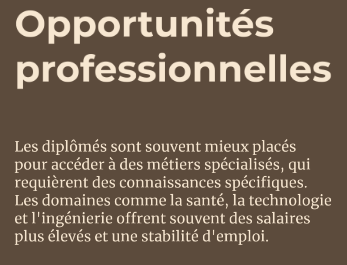 Opportunités
professionnelles
Les diplômés sont souvent mieux placés
pour accéder à des métiers spécialisés, qui
requièrent des connaissances spécifiques.
Les domaines comme la santé, la technologie
et l'ingénierie offrent souvent des salaires
plus élevés et une stabilité d'emploi.